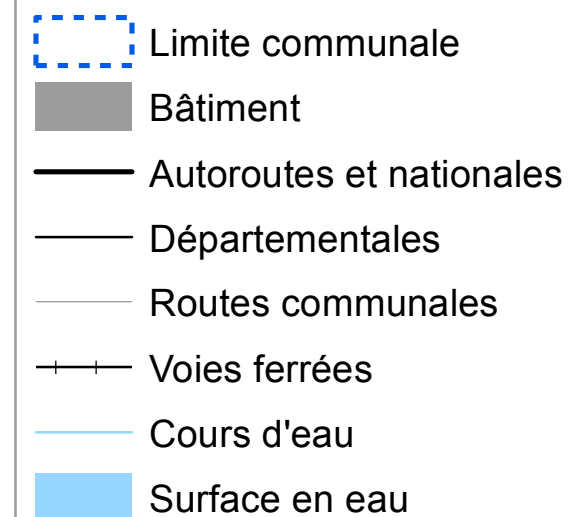 Limite communale
Bâtiment
Autoroutes et nationales
Départementales
Routes communales
Voies ferrées
Cours d'eau
Surface en eau